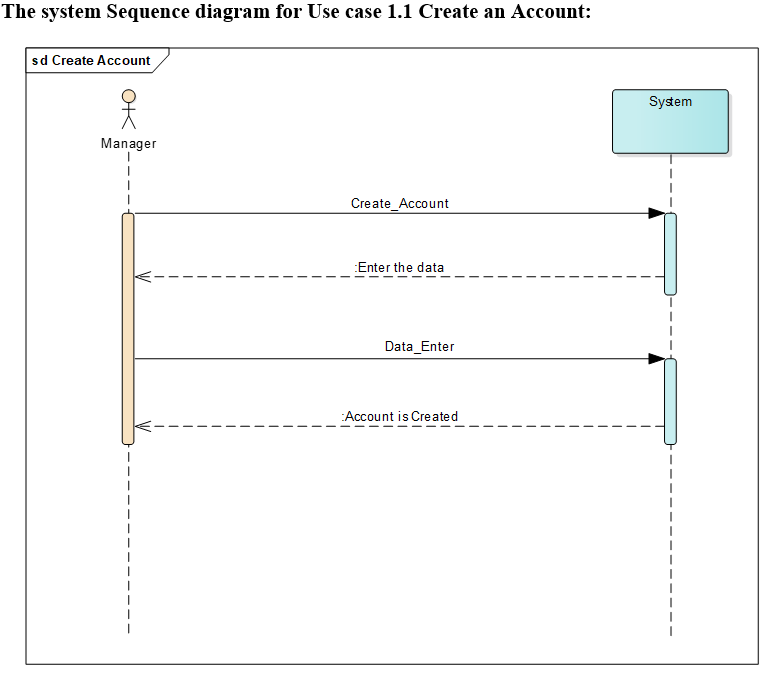 The system Sequence diagram for Use case 1.1 Create an Account:
sd Create Account
System
Manager
Create_Account
:Enter the data
Data_Enter
:Account is Created